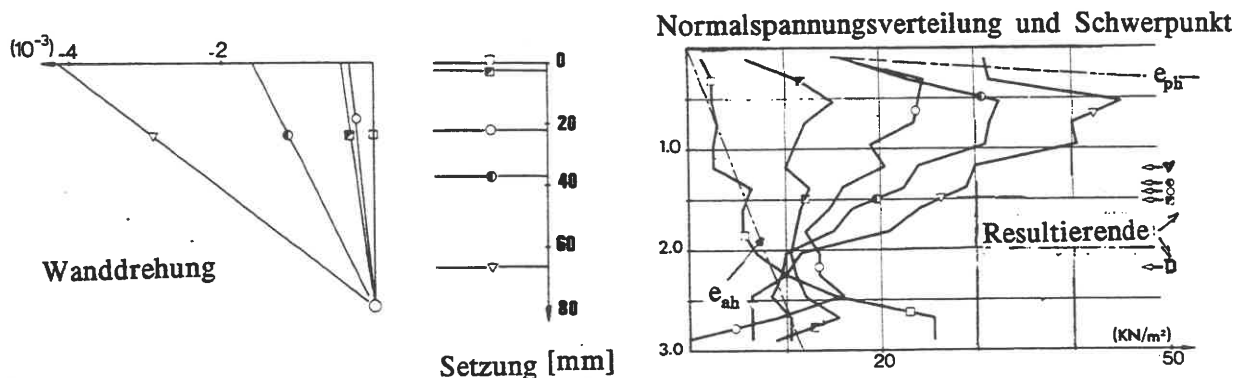 Normalspannungsverteilung und Schwerpunkt
(10⁻³) -4 -2
0
20
40
60
80
Wanddrehung
Setzung [mm]
e_ph
1.0
2.0
3.0
Resultierende
e_ah
(KN/m²)
20 50